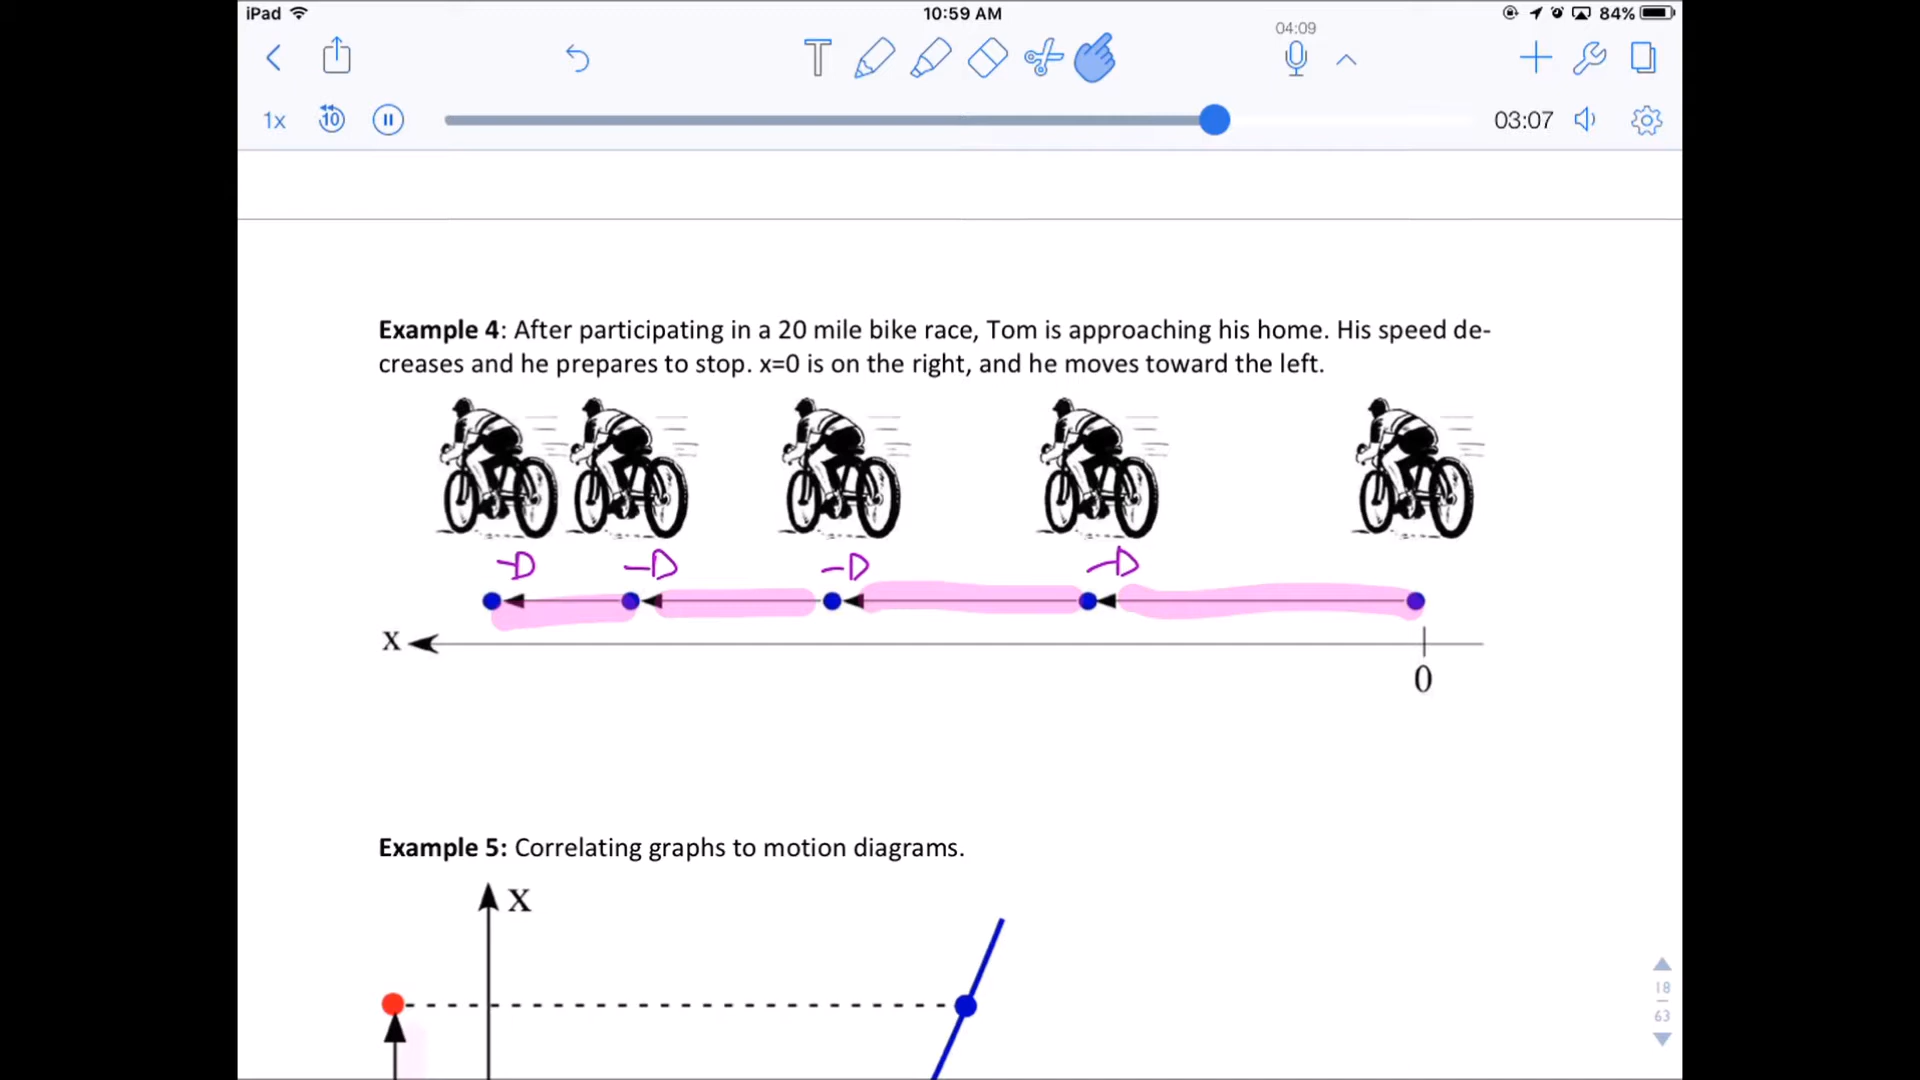 iPad 10:59 AM 84%
04:09
T
1x 10 03:07
Example 4: After participating in a 20 mile bike race, Tom is approaching his home. His speed de-
creases and he prepares to stop. x=0 is on the right, and he moves toward the left.
-D -D -D -D
x
0
Example 5: Correlating graphs to motion diagrams.
X
18
63